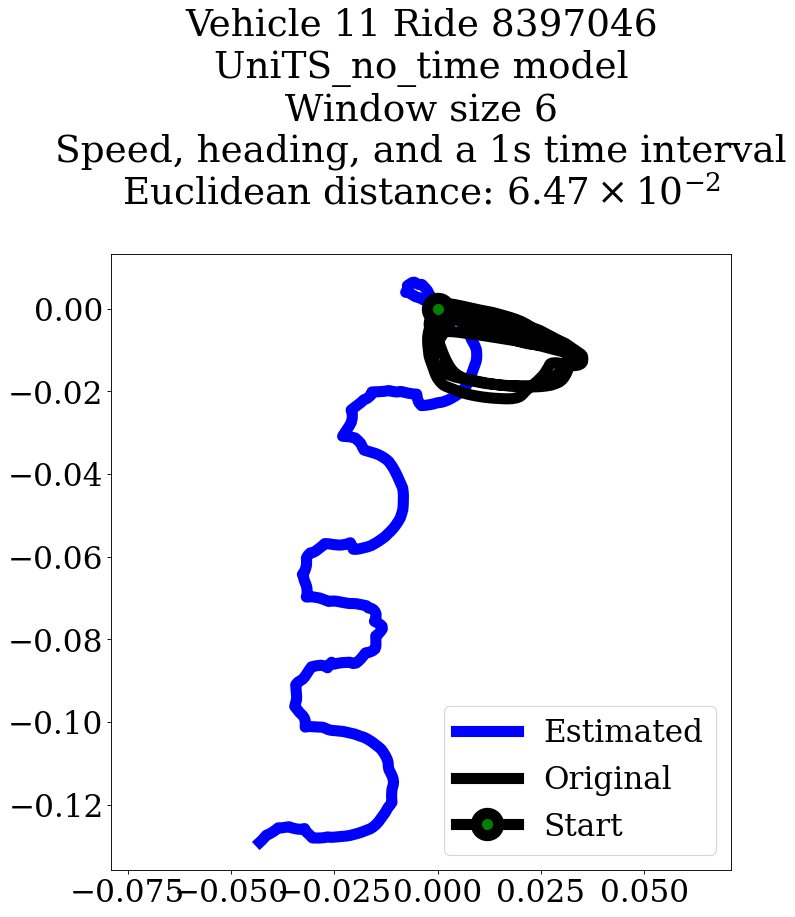 Vehicle 11 Ride 8397046
UniTS_no_time model
Window size 6
Speed, heading, and a 1s time interval
Euclidean distance: 6.47 × 10⁻²
0.00
−0.02
−0.04
−0.06
−0.08
−0.10
−0.12
Estimated
Original
Start
−0.075 −0.050 −0.025 0.000 0.025 0.050